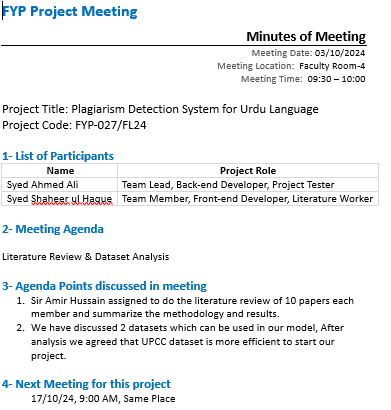 FYP Project Meeting
Minutes of Meeting
Meeting Date: 03/10/2024
Meeting Location: Faculty Room-4
Meeting Time: 09:30 – 10:00
Project Title: Plagiarism Detection System for Urdu Language
Project Code: FYP-027/FL24
1- List of Participants
Name Project Role
Syed Ahmed Ali Team Lead, Back-end Developer, Project Tester
Syed Shaheer ul Haque Team Member, Front-end Developer, Literature Worker
2- Meeting Agenda
Literature Review & Dataset Analysis
3- Agenda Points discussed in meeting
1. Sir Amir Hussain assigned to do the literature review of 10 papers each
member and summarize the methodology and results.
2. We have discussed 2 datasets which can be used in our model, After
analysis we agreed that UPCC dataset is more efficient to start our
project.
4- Next Meeting for this project
17/10/24, 9:00 AM, Same Place